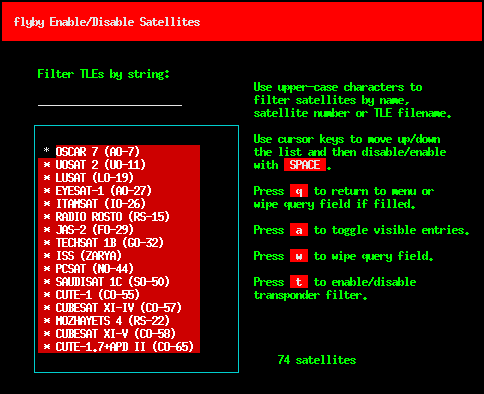 flyby Enable/Disable Satellites
Filter TLEs by string:
* OSCAR 7 (AO-7)
* UOSAT 2 (UO-11)
* LUSAT (LO-19)
* EYESAT-1 (AO-27)
* ITAMSAT (IO-26)
* RADIO ROSTO (RS-15)
* JAS-2 (FO-29)
* TECHSAT 1B (GO-32)
* ISS (ZARYA)
* PCSAT (NO-44)
* SAUDISAT 1C (SO-50)
* CUTE-1 (CO-55)
* CUBESAT XI-IV (CO-57)
* MOZHAYETS 4 (RS-22)
* CUBESAT XI-V (CO-58)
* CUTE-1.7+APD II (CO-65)
Use upper-case characters to
filter satellites by name,
satellite number or TLE filename.
Use cursor keys to move up/down
the list and then disable/enable
with SPACE .
Press q to return to menu or
wipe query field if filled.
Press a to toggle visible entries.
Press w to wipe query field.
Press t to enable/disable
transponder filter.
74 satellites